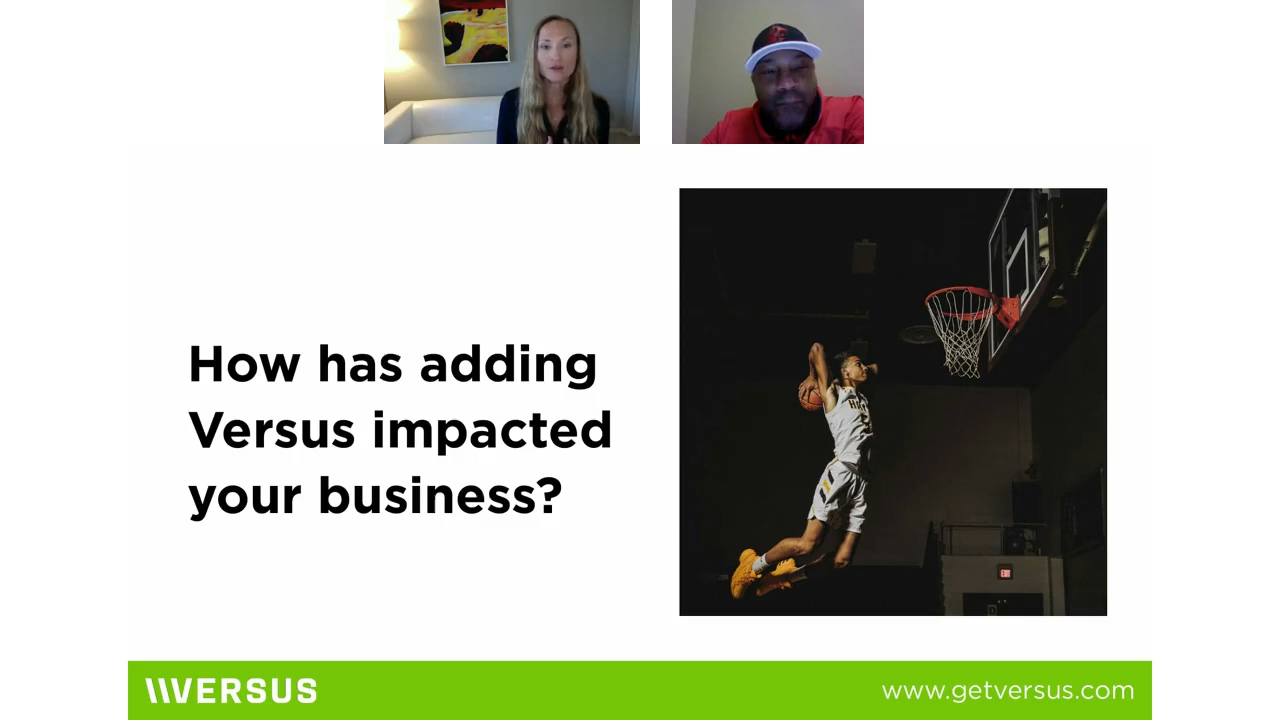 How has adding
Versus impacted
your business?
VERSUS
www.getversus.com